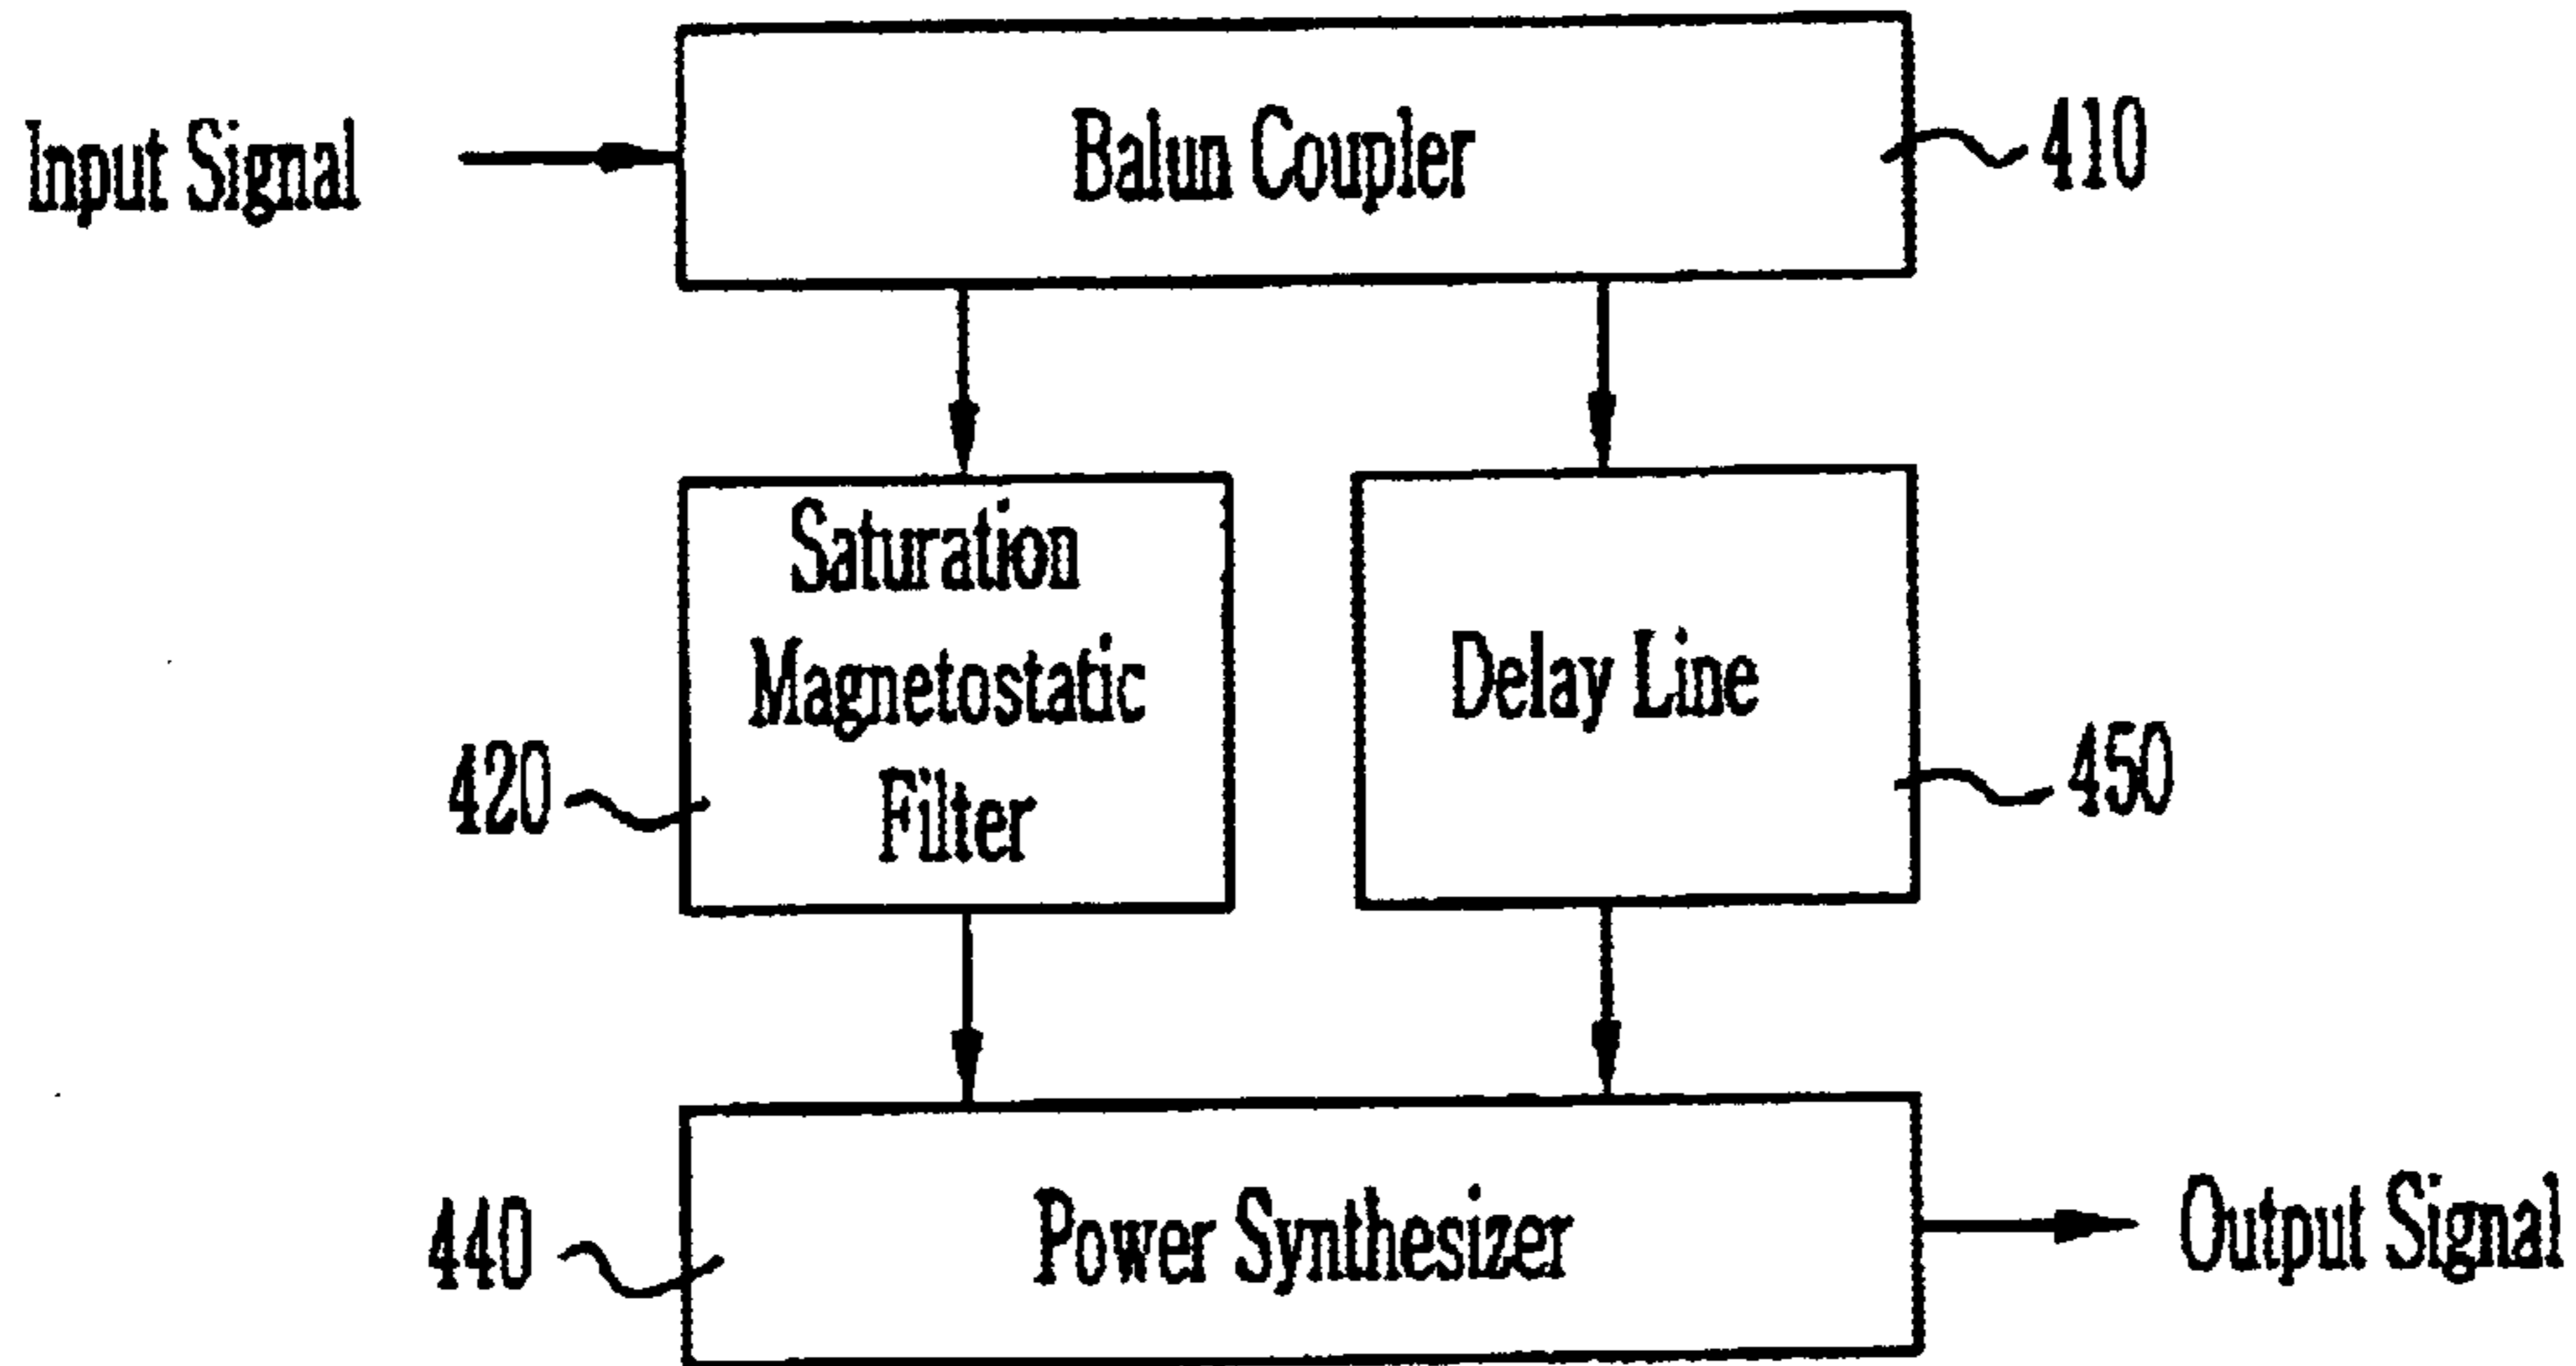 Input Signal
Balun Coupler
410
Saturation
Magnetostatic
Filter
420
Delay Line
450
440
Power Synthesizer
Output Signal